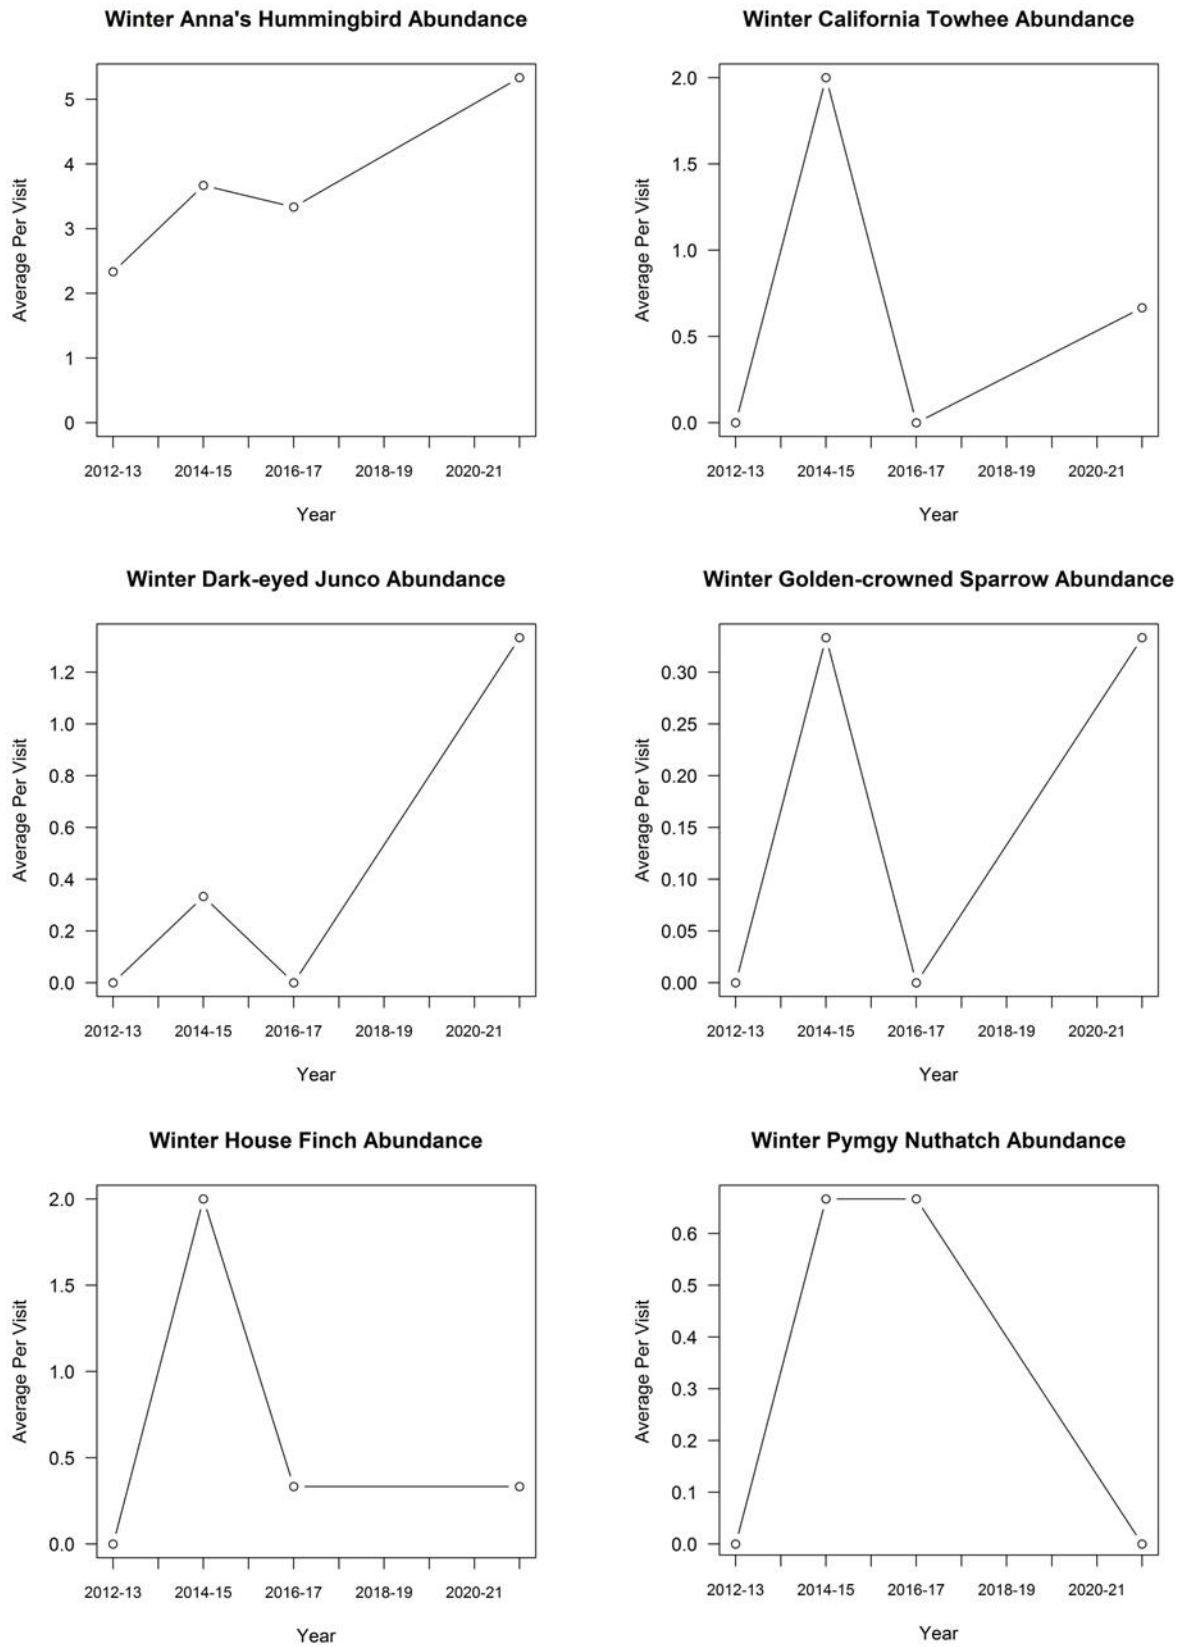 Winter Anna's Hummingbird Abundance
Average Per Visit
5
4
3
2
1
0
2012-13 2014-15 2016-17 2018-19 2020-21
Year
Winter California Towhee Abundance
Average Per Visit
2.0
1.5
1.0
0.5
0.0
2012-13 2014-15 2016-17 2018-19 2020-21
Year
Winter Dark-eyed Junco Abundance
Average Per Visit
1.2
1.0
0.8
0.6
0.4
0.2
0.0
2012-13 2014-15 2016-17 2018-19 2020-21
Year
Winter Golden-crowned Sparrow Abundance
Average Per Visit
0.30
0.25
0.20
0.15
0.10
0.05
0.00
2012-13 2014-15 2016-17 2018-19 2020-21
Year
Winter House Finch Abundance
Average Per Visit
2.0
1.5
1.0
0.5
0.0
2012-13 2014-15 2016-17 2018-19 2020-21
Year
Winter Pymgy Nuthatch Abundance
Average Per Visit
0.6
0.5
0.4
0.3
0.2
0.1
0.0
2012-13 2014-15 2016-17 2018-19 2020-21
Year